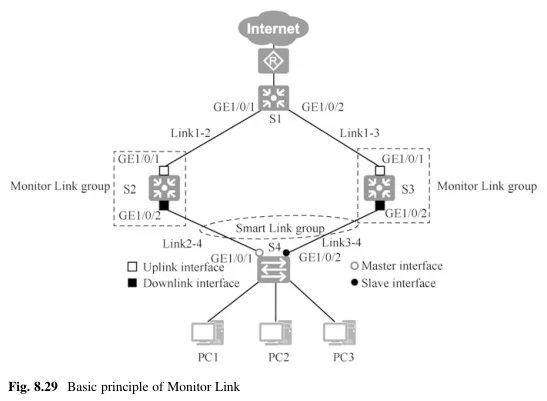 Internet
R
GE1/0/1
GE1/0/2
S1
Link1-2
Link1-3
GE1/0/1
GE1/0/1
Monitor Link group
S2
S3
Monitor Link group
GE1/0/2
GE1/0/2
Smart Link group
Link2-4
S4
Link3-4
GE1/0/1
GE1/0/2
Uplink interface
Master interface
Downlink interface
Slave interface
PC1
PC2
PC3
Fig. 8.29 Basic principle of Monitor Link